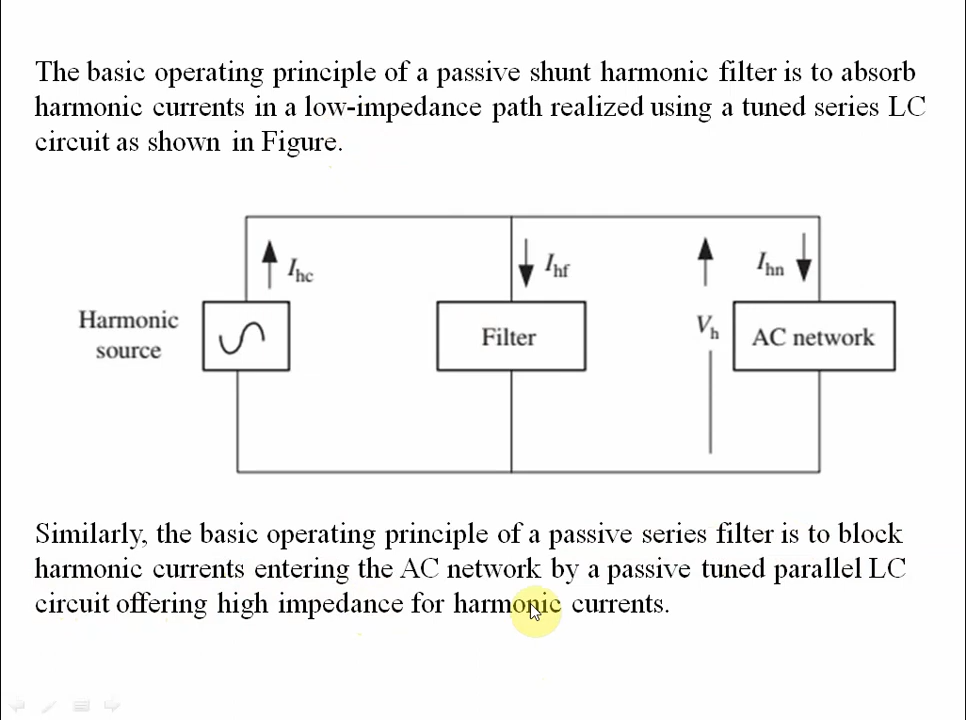 The basic operating principle of a passive shunt harmonic filter is to absorb
harmonic currents in a low-impedance path realized using a tuned series LC
circuit as shown in Figure.
Ihc
Ihf
Ihn
Harmonic
source
Filter
Vh
AC network
Similarly, the basic operating principle of a passive series filter is to block
harmonic currents entering the AC network by a passive tuned parallel LC
circuit offering high impedance for harmonic currents.